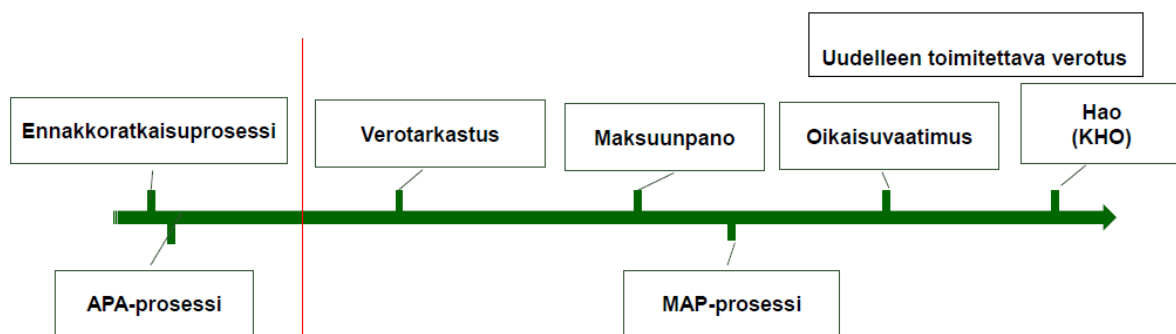 Uudelleen toimitettava verotus
Ennakkoratkaisuprosessi
Verotarkastus
Maksuunpano
Oikaisuvaatimus
Hao
(KHO)
APA-prosessi
MAP-prosessi